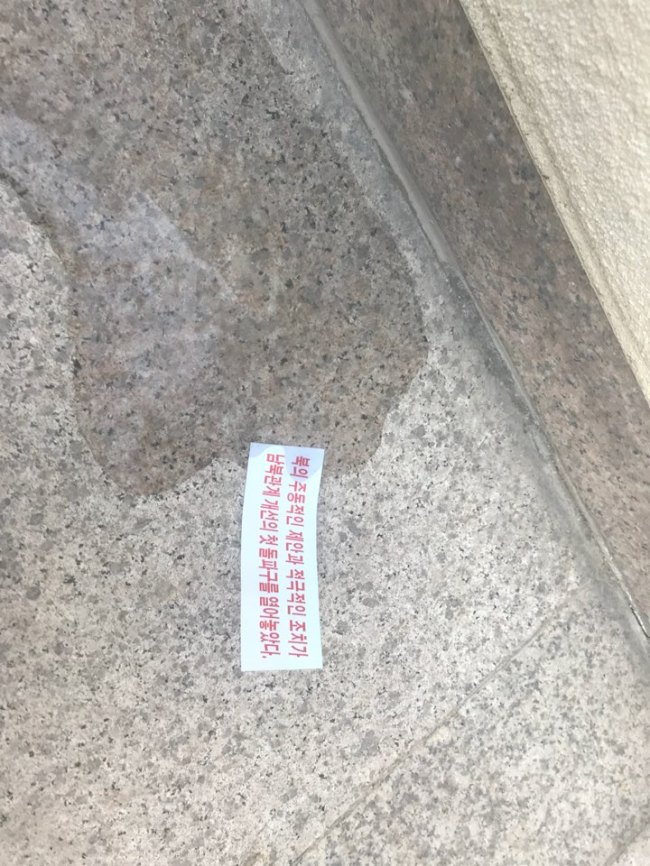 북의 주동적인 제안과 적극적인 조치가
남북관계 개선의 첫 돌파구를 열어놓았다.